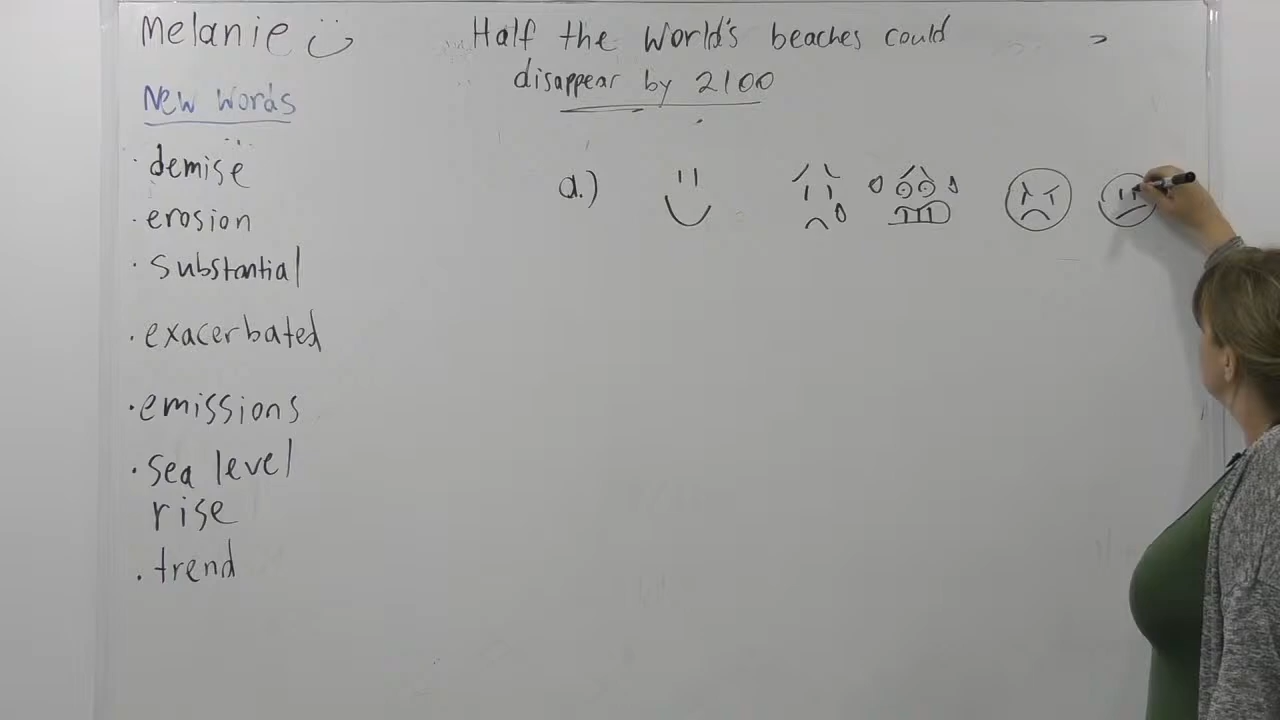 Melanie
Half the World's beaches could
disappear by 2100
New Words
· demise
· erosion
· substantial
· exacerbated
· emissions
· sea level
rise
· trend
a.)